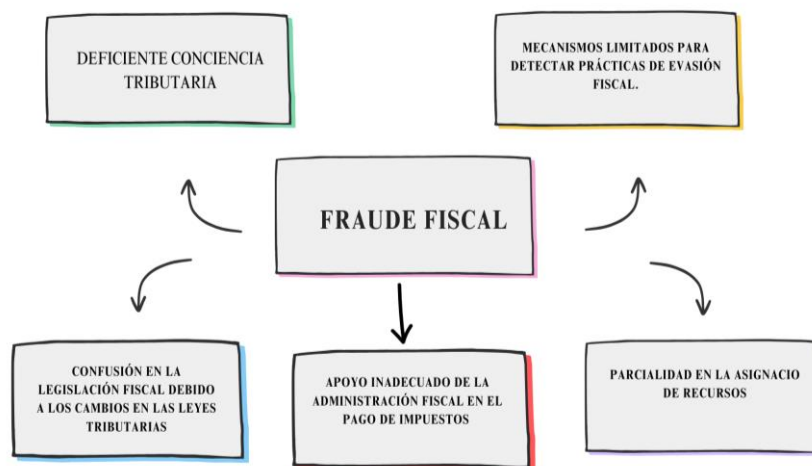 DEFICIENTE CONCIENCIA
TRIBUTARIA
MECANISMOS LIMITADOS PARA
DETECTAR PRÁCTICAS DE EVASIÓN
FISCAL.
FRAUDE FISCAL
CONFUSIÓN EN LA
LEGISLACIÓN FISCAL DEBIDO
A LOS CAMBIOS EN LAS LEYES
TRIBUTARIAS
APOYO INADECUADO DE LA
ADMINISTRACIÓN FISCAL EN EL
PAGO DE IMPUESTOS
PARCIALIDAD EN LA ASIGNACIO
DE RECURSOS